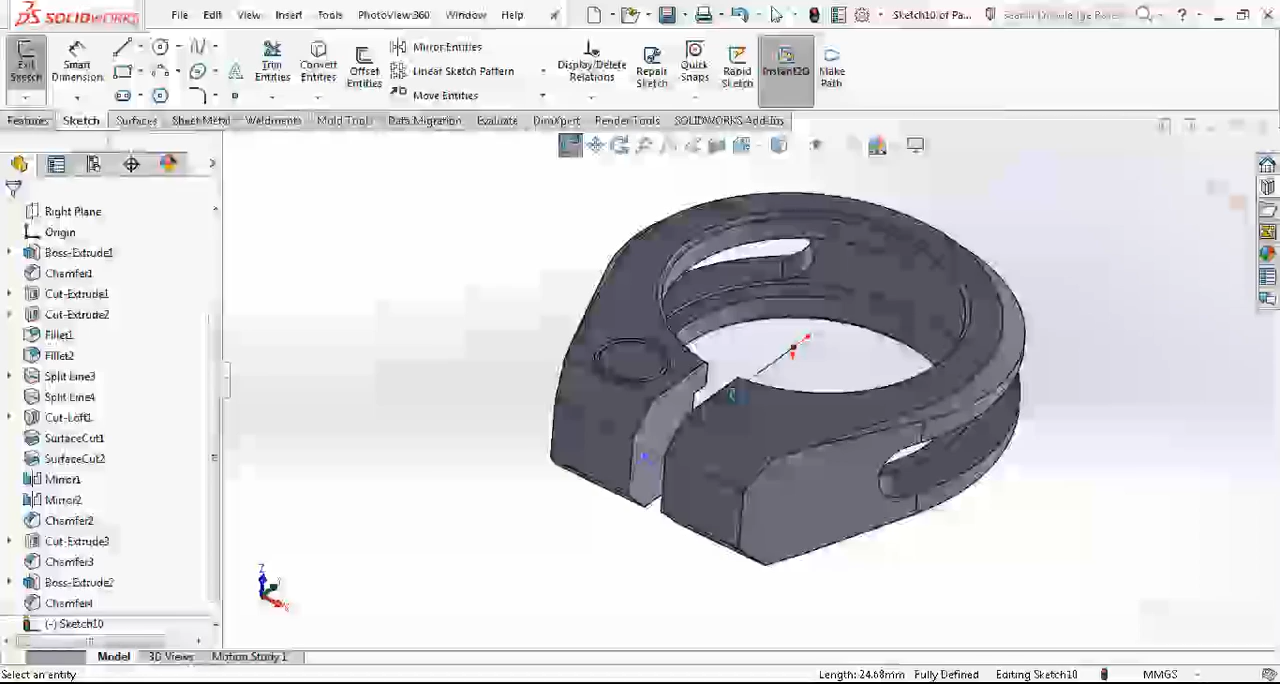 SOLIDWORKS
File Edit View Insert Tools PhotoView 360 Window Help
Sketch10 of Pa...
Exit Sketch
Smart Dimension
Trim Entities
Convert Entities
Offset Entities
Mirror Entities
Linear Sketch Pattern
Move Entities
Display/Delete Relations
Repair Sketch
Quick Snaps
Rapid Sketch
Instant2D
Make Path
Features Sketch Surfaces Sheet Metal Weldments Mold Tools Data Migration Evaluate DimXpert Render Tools SOLIDWORKS Add-Ins
Right Plane
Origin
Boss-Extrude1
Chamfer1
Cut-Extrude1
Cut-Extrude2
Fillet1
Fillet2
Split Line3
Split Line4
Cut-Loft1
SurfaceCut1
SurfaceCut2
Mirror1
Mirror2
Chamfer2
Cut-Extrude3
Chamfer3
Boss-Extrude2
Chamfer4
(-) Sketch10
Z
X
Model 3D Views Motion Study 1
Select an entity
Length: 24.68mm Fully Defined Editing Sketch10 MMGS